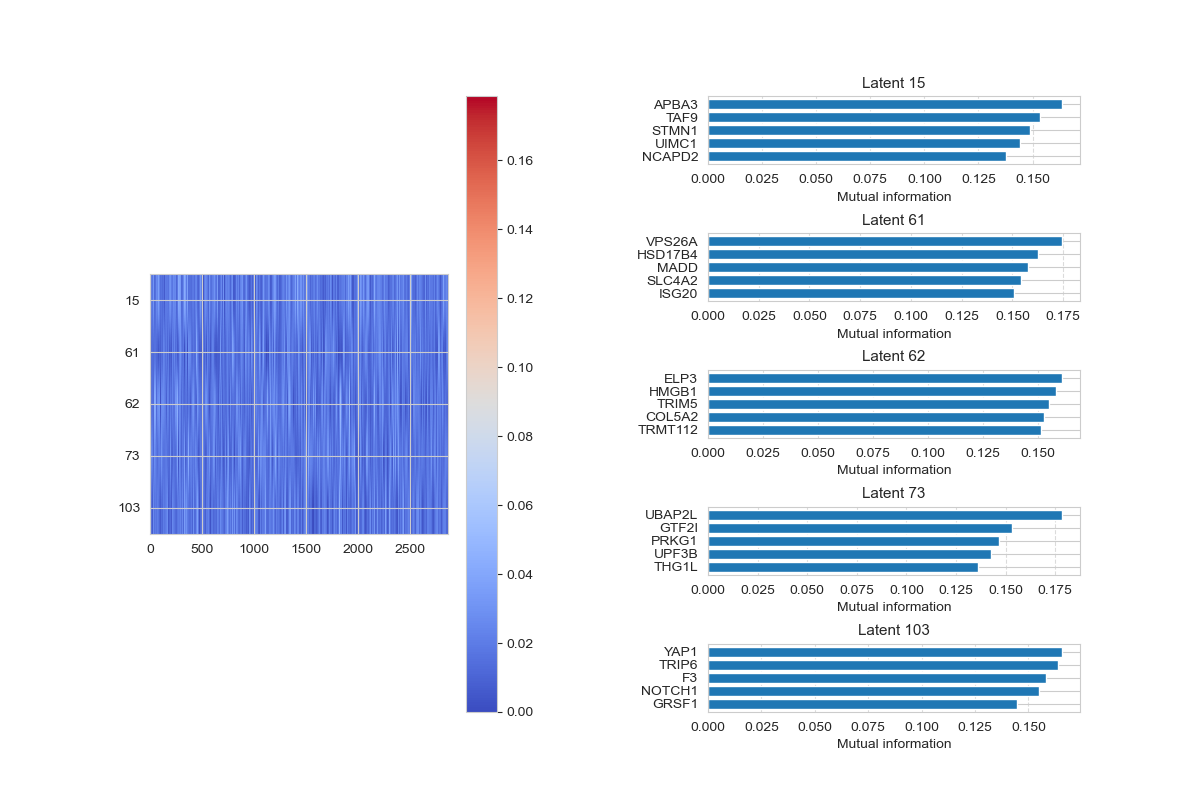 15
61
62
73
103
0 500 1000 1500 2000 2500
0.16
0.14
0.12
0.10
0.08
0.06
0.04
0.02
0.00
Latent 15
APBA3
TAF9
STMN1
UIMC1
NCAPD2
0.000 0.025 0.050 0.075 0.100 0.125 0.150
Mutual information
Latent 61
VPS26A
HSD17B4
MADD
SLC4A2
ISG20
0.000 0.025 0.050 0.075 0.100 0.125 0.150 0.175
Mutual information
Latent 62
ELP3
HMGB1
TRIM5
COL5A2
TRMT112
0.000 0.025 0.050 0.075 0.100 0.125 0.150
Mutual information
Latent 73
UBAP2L
GTF2I
PRKG1
UPF3B
THG1L
0.000 0.025 0.050 0.075 0.100 0.125 0.150 0.175
Mutual information
Latent 103
YAP1
TRIP6
F3
NOTCH1
GRSF1
0.000 0.025 0.050 0.075 0.100 0.125 0.150
Mutual information